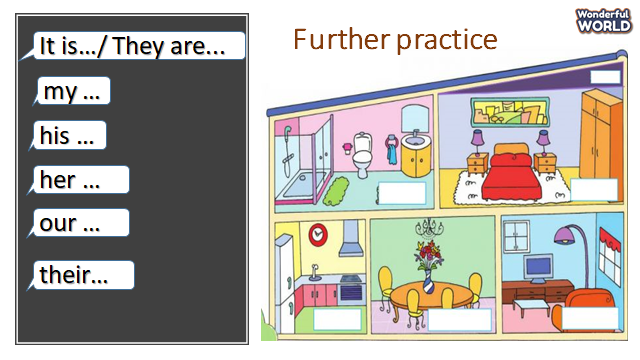 It is.../ They are...
my ...
his ...
her ...
our ...
their...
Further practice
Wonderful
WORLD